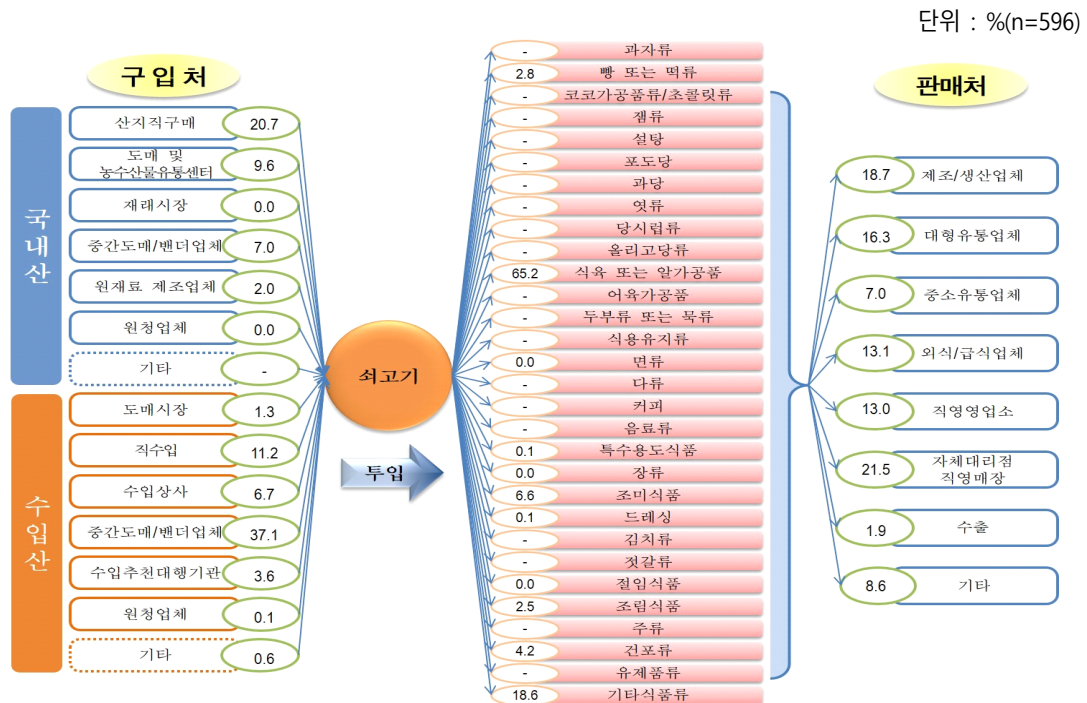 단위 : %(n=596)
구입처
국내산
산지직구매 20.7
도매 및
농수산물유통센터 9.6
재래시장 0.0
중간도매/밴더업체 7.0
원재료 제조업체 2.0
원청업체 0.0
기타 -
수입산
도매시장 1.3
직수입 11.2
수입상사 6.7
중간도매/밴더업체 37.1
수입추천대행기관 3.6
원청업체 0.1
기타 0.6
쇠고기
투입
- 과자류
2.8 빵 또는 떡류
- 코코가공품류/초콜릿류
- 잼류
- 설탕
- 포도당
- 과당
- 엿류
- 당시럽류
- 올리고당류
65.2 식육 또는 알가공품
- 어육가공품
- 두부류 또는 묵류
- 식용유지류
0.0 면류
- 다류
- 커피
- 음료류
0.1 특수용도식품
0.0 장류
6.6 조미식품
0.1 드레싱
- 김치류
- 젓갈류
0.0 절임식품
2.5 조림식품
- 주류
4.2 건포류
- 유제품류
18.6 기타식품류
판매처
18.7 제조/생산업체
16.3 대형유통업체
7.0 중소유통업체
13.1 외식/급식업체
13.0 직영영업소
21.5 자체대리점
직영매장
1.9 수출
8.6 기타